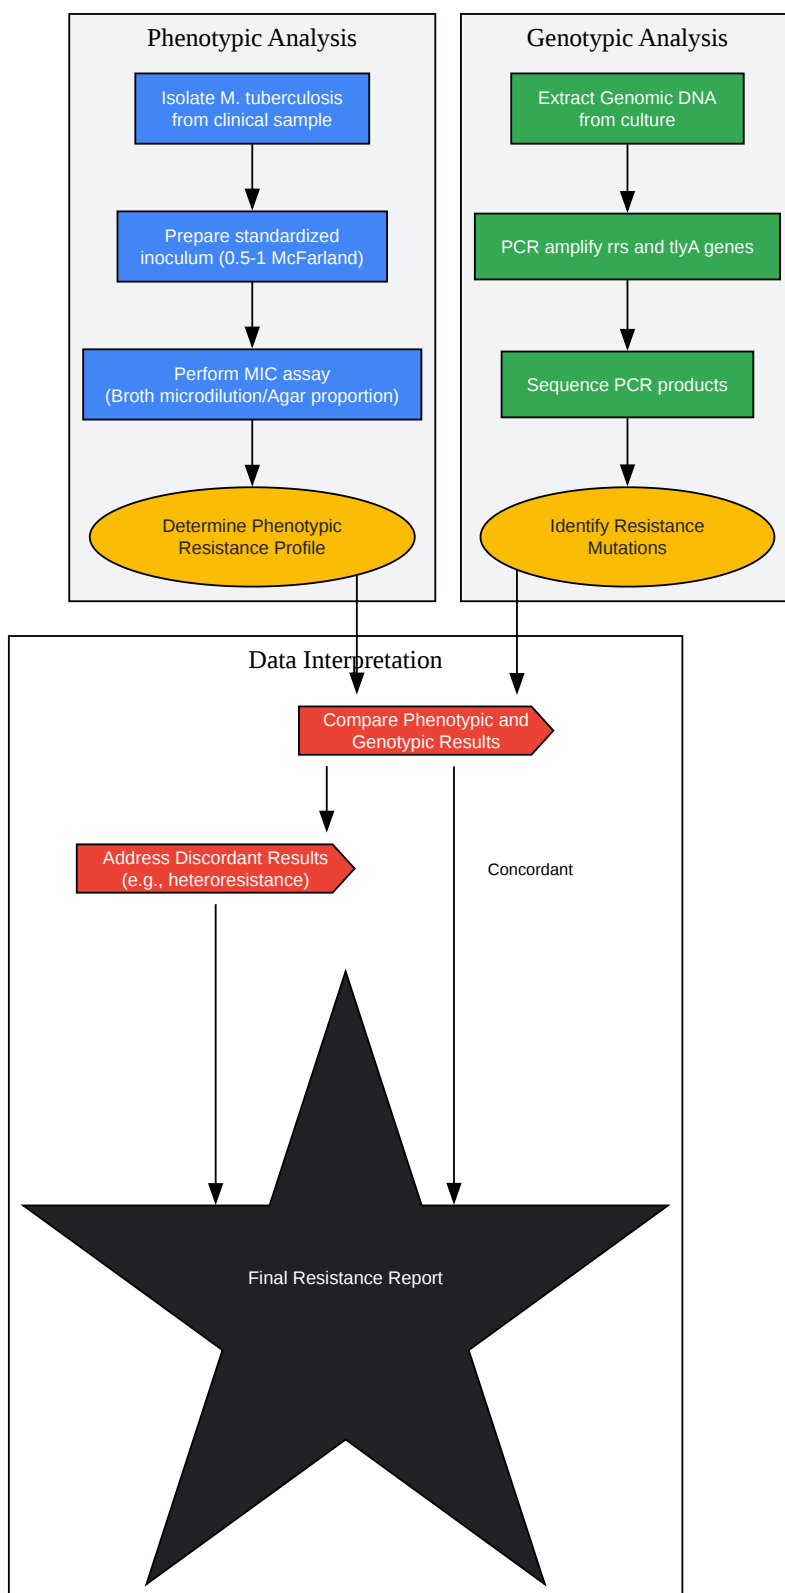 Phenotypic Analysis
Isolate M. tuberculosis
from clinical sample
Prepare standardized
inoculum (0.5-1 McFarland)
Perform MIC assay
(Broth microdilution/Agar proportion)
Determine Phenotypic
Resistance Profile
Genotypic Analysis
Extract Genomic DNA
from culture
PCR amplify rrs and tlyA genes
Sequence PCR products
Identify Resistance
Mutations
Data Interpretation
Compare Phenotypic and
Genotypic Results
Address Discordant Results
(e.g., heteroresistance)
Concordant
Final Resistance Report